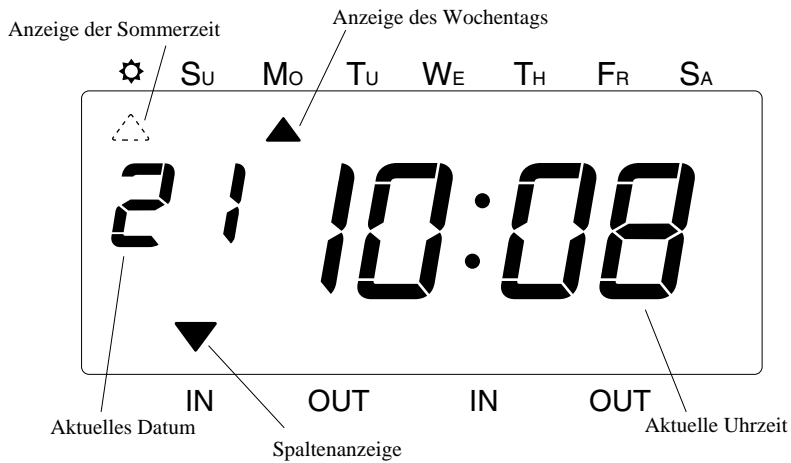 Anzeige des Wochentags
Anzeige der Sommerzeit
SU MO TU WE TH FR SA
21 10:08
IN OUT IN OUT
Aktuelles Datum
Aktuelle Uhrzeit
Spaltenanzeige